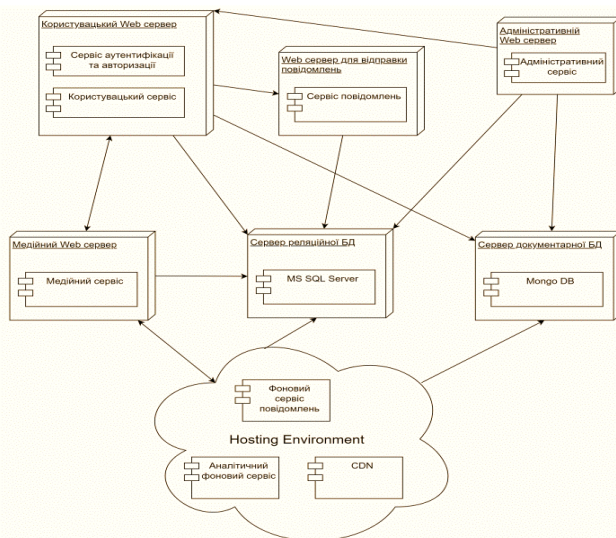 Користувацький Web сервер
Сервіс аутентифікації
та авторизації
Користувацький сервіс
Web сервер для відправки
повідомлень
Сервіс повідомлень
Адміністративній
Web сервер
Адміністративний
сервіс
Медійний Web сервер
Медійний сервіс
Сервер реляційної БД
MS SQL Server
Сервер документарної БД
Mongo DB
Фоновий
сервіс
повідомлень
Hosting Environment
Аналітичний
фоновий сервіс
CDN